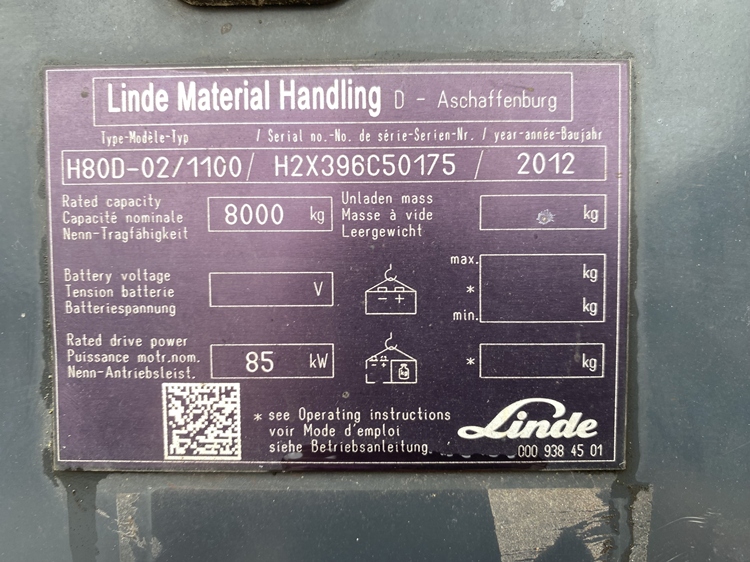 Linde Material Handling D - Aschaffenburg
Type-Modèle-Typ / Serial no.-No. de série-Serien-Nr. / year-année-Baujahr
H80D-02/1100 / H2X396C50175 / 2012
Rated capacity
Capacité nominale
Nenn-Tragfähigkeit
8000 kg
Unladen mass
Masse à vide
Leergewicht
kg
Battery voltage
Tension batterie
Batteriespannung
V
- +
max.
*
min.
kg
kg
Rated drive power
Puissance motr.nom.
Nenn-Antriebsleist.
85 kW
kg
* kg
* see Operating instructions
voir Mode d'emploi
siehe Betriebsanleitung.
Linde
000 938 45 01